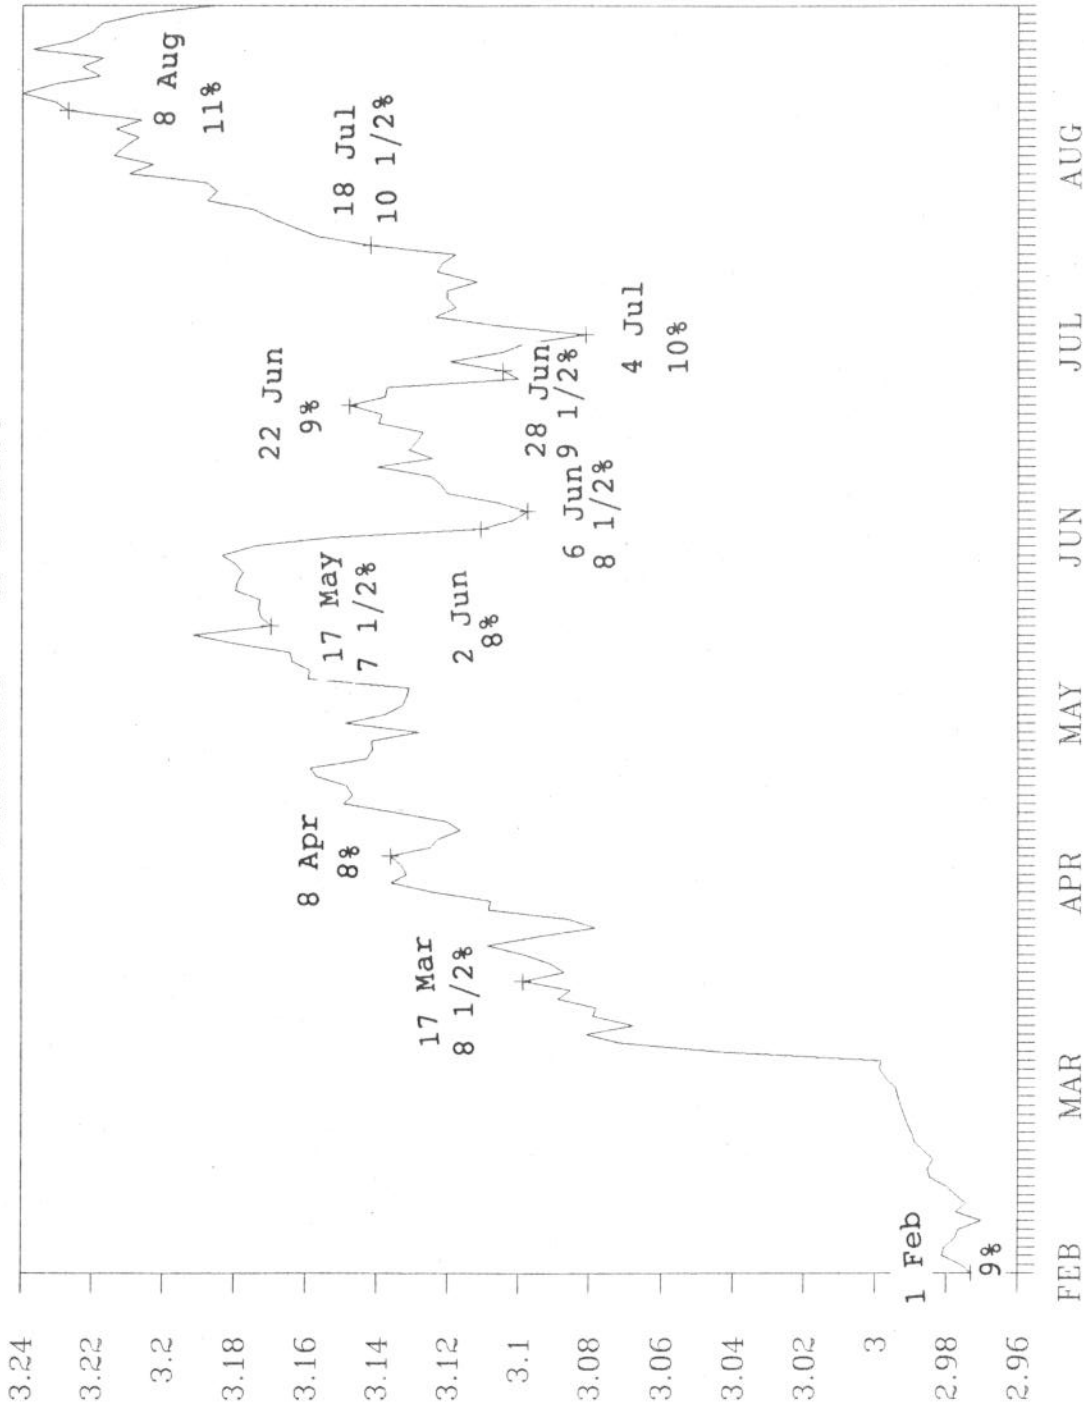 3.24
3.22
3.2
3.18
3.16
3.14
3.12
3.1
3.08
3.06
3.04
3.02
3
2.98
2.96
1 Feb
9%
17 Mar
8 1/2%
8 Apr
8%
17 May
7 1/2%
2 Jun
8%
6 Jun
8 1/2%
22 Jun
9%
28 Jun
9 1/2%
4 Jul
10%
18 Jul
10 1/2%
8 Aug
11%
FEB
MAR
APR
MAY
JUN
JUL
AUG